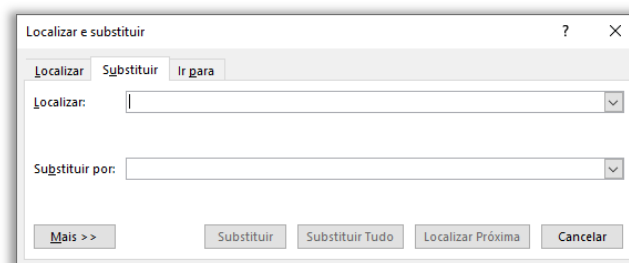 Localizar e substituir ?
Localizar Substituir Ir para
Localizar:
Substituir por:
Mais >> Substituir Substituir Tudo Localizar Próxima Cancelar